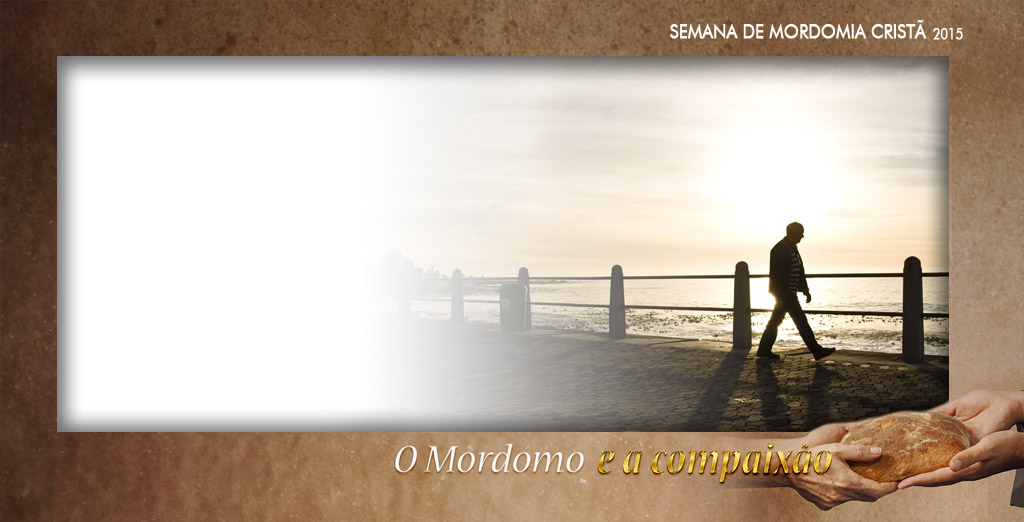 SEMANA DE MORDOMIA CRISTÃ 2015
O Mordomo e a compaixão